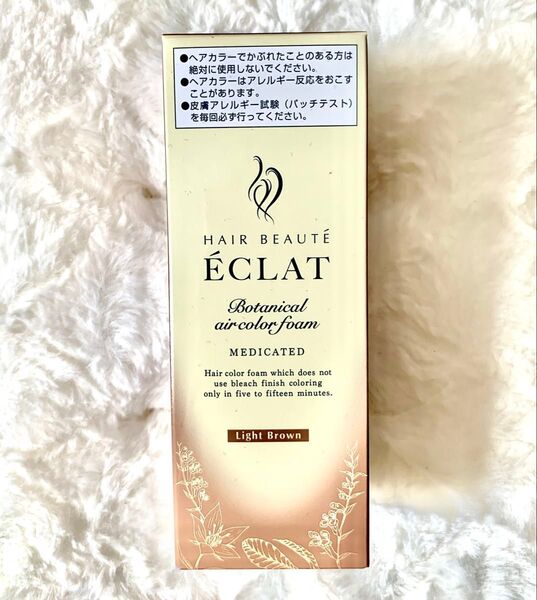 ●ヘアカラーでかぶれたことのある方は
絶対に使用しないでください。
●ヘアカラーはアレルギー反応をおこす
ことがあります。
●皮膚アレルギー試験（パッチテスト）
を毎回必ず行ってください。
HAIR BEAUTÉ
ÉCLAT
Botanical
air color foam
MEDICATED
Hair color foam which does not
use bleach finish coloring
only in five to fifteen minutes.
Light Brown